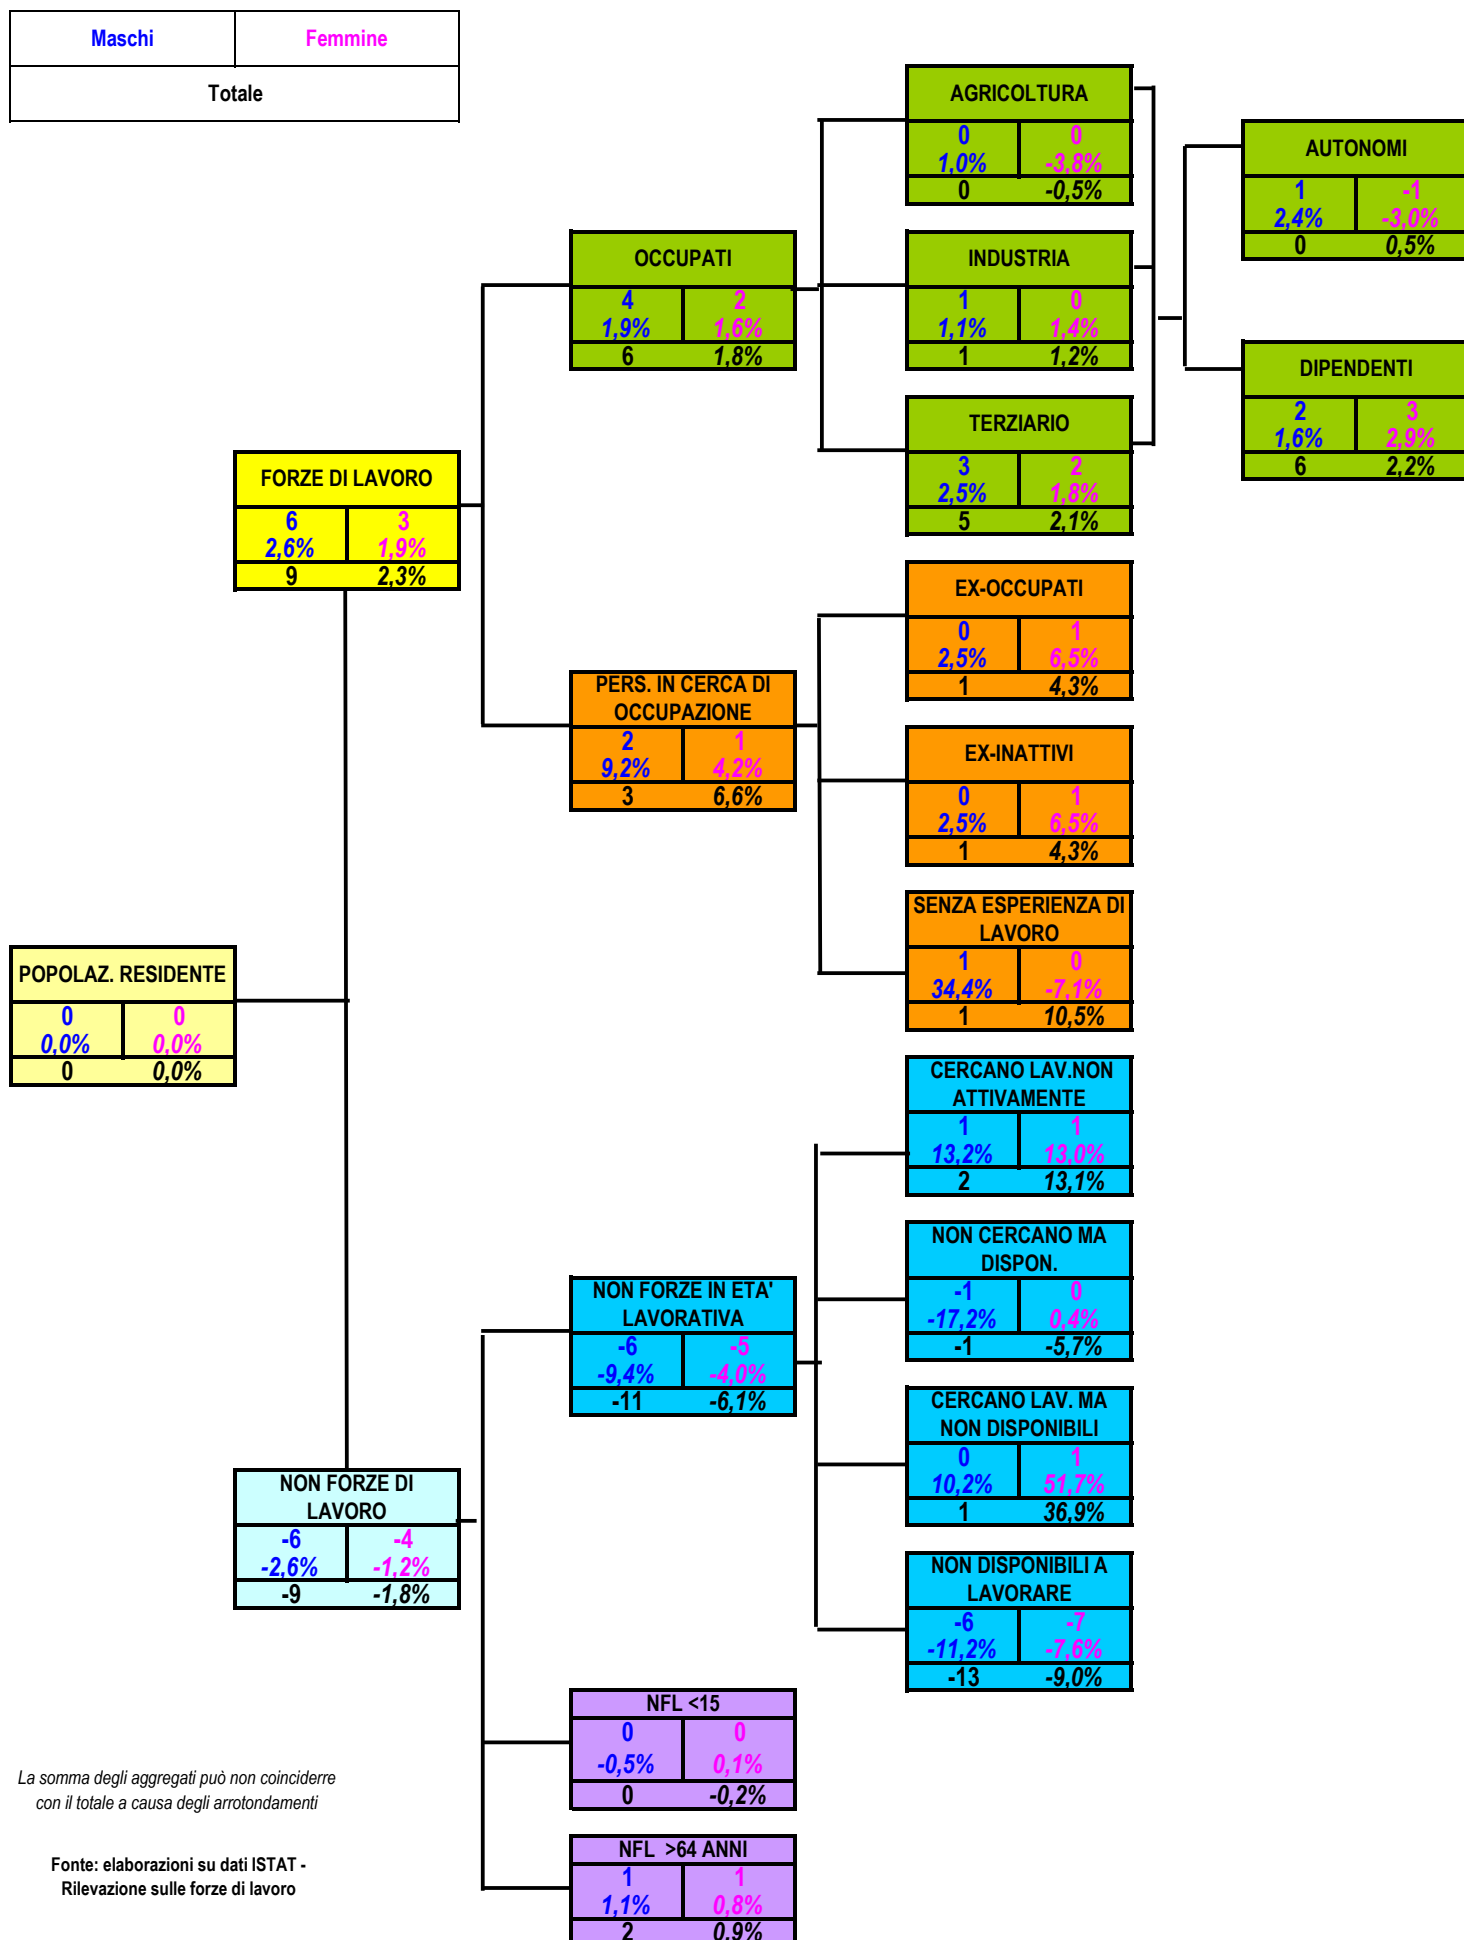 Maschi Femmine
Totale
AGRICOLTURA
0 0
1,0% -3,8%
0 -0,5%
AUTONOMI
1 -1
2,4% -3,0%
0 0,5%
OCCUPATI
4 2
1,9% 1,6%
6 1,8%
INDUSTRIA
1 0
1,1% 1,4%
1 1,2%
DIPENDENTI
2 3
1,6% 2,9%
6 2,2%
TERZIARIO
3 2
2,5% 1,8%
5 2,1%
FORZE DI LAVORO
6 3
2,6% 1,9%
9 2,3%
EX-OCCUPATI
0 1
2,5% 6,5%
1 4,3%
PERS. IN CERCA DI
OCCUPAZIONE
2 1
9,2% 4,2%
3 6,6%
EX-INATTIVI
0 1
2,5% 6,5%
1 4,3%
SENZA ESPERIENZA DI
LAVORO
1 0
34,4% -7,1%
1 10,5%
POPOLAZ. RESIDENTE
0 0
0,0% 0,0%
0 0,0%
CERCANO LAV.NON
ATTIVAMENTE
1 1
13,2% 13,0%
2 13,1%
NON CERCANO MA
DISPON.
-1 0
-17,2% 0,4%
-1 -5,7%
NON FORZE IN ETA'
LAVORATIVA
-6 -5
-9,4% -4,0%
-11 -6,1%
CERCANO LAV. MA
NON DISPONIBILI
0 1
10,2% 51,7%
1 36,9%
NON FORZE DI
LAVORO
-6 -4
-2,6% -1,2%
-9 -1,8%
NON DISPONIBILI A
LAVORARE
-6 -7
-11,2% -7,6%
-13 -9,0%
NFL <15
0 0
-0,5% 0,1%
0 -0,2%
La somma degli aggregati può non coinciderre
con il totale a causa degli arrotondamenti
NFL >64 ANNI
1 1
1,1% 0,8%
2 0,9%
Fonte: elaborazioni su dati ISTAT -
Rilevazione sulle forze di lavoro